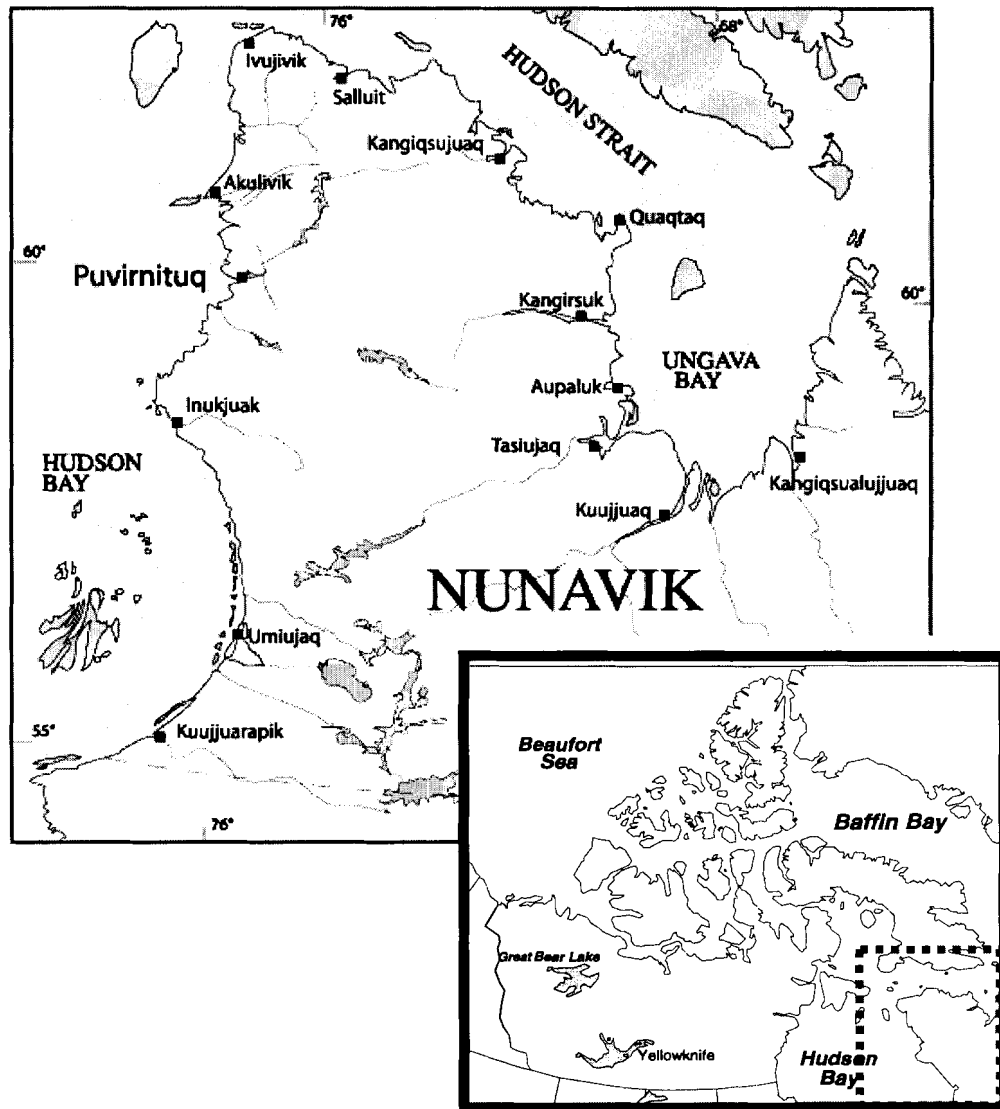 76°
68°
Ivujivik
Salluit
HUDSON STRAIT
Kangiqsujuaq
Akulivik
Quaqtaq
60°
Puvirnituq
60°
Kangirsuk
UNGAVA
BAY
Aupaluk
Inukjuak
Tasiujaq
HUDSON
BAY
Kangiqsualujjuaq
Kuujjuaq
NUNAVIK
Umiujaq
Kuujjuarapik
55°
76°
Beaufort
Sea
Baffin Bay
Great Bear Lake
Yellowknife
Hudson
Bay